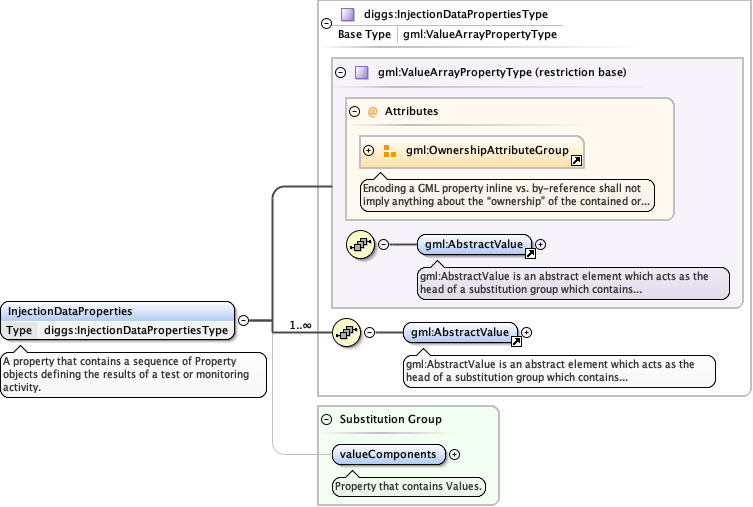 diggs:InjectionDataPropertiesType
Base Type gml:ValueArrayPropertyType
gml:ValueArrayPropertyType (restriction base)
@ Attributes
gml:OwnershipAttributeGroup
Encoding a GML property inline vs. by-reference shall not
imply anything about the "ownership" of the contained or...
gml:AbstractValue
gml:AbstractValue is an abstract element which acts as the
head of a substitution group which contains...
InjectionDataProperties
Type diggs:InjectionDataPropertiesType
A property that contains a sequence of Property
objects defining the results of a test or monitoring
activity.
1..∞
gml:AbstractValue
gml:AbstractValue is an abstract element which acts as the
head of a substitution group which contains...
Substitution Group
valueComponents
Property that contains Values.